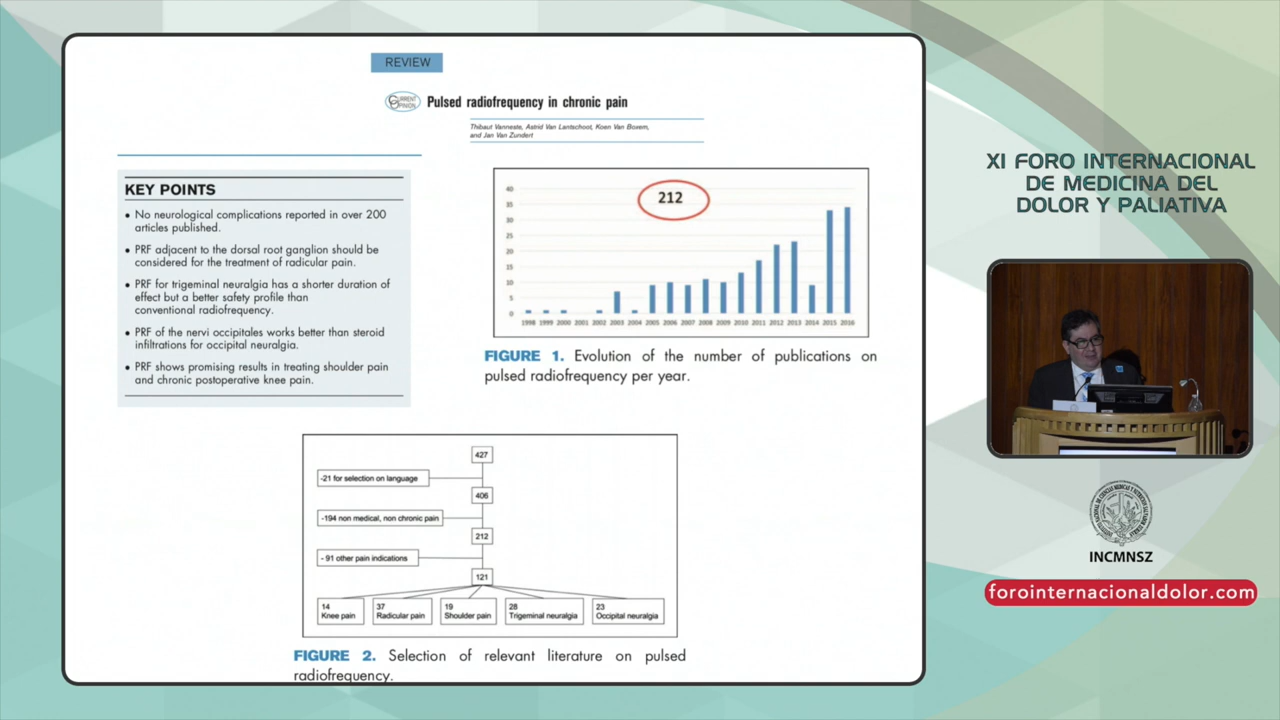 REVIEW
CURRENT OPINION
Pulsed radiofrequency in chronic pain
Thibaut Vanneste, Astrid Van Lantschoot, Koen Van Boxem,
and Jan Van Zundert
KEY POINTS
• No neurological complications reported in over 200
articles published.
• PRF adjacent to the dorsal root ganglion should be
considered for the treatment of radicular pain.
• PRF for trigeminal neuralgia has a shorter duration of
effect but a better safety profile than
conventional radiofrequency.
• PRF of the nervi occipitales works better than steroid
infiltrations for occipital neuralgia.
• PRF shows promising results in treating shoulder pain
and chronic postoperative knee pain.
212
40
35
30
25
20
15
10
5
0
1998 1999 2000 2001 2002 2003 2004 2005 2006 2007 2008 2009 2010 2011 2012 2013 2014 2015 2016
FIGURE 1. Evolution of the number of publications on
pulsed radiofrequency per year.
427
-21 for selection on language
406
-194 non medical, non chronic pain
212
- 91 other pain indications
121
14
Knee pain
37
Radicular pain
19
Shoulder pain
28
Trigeminal neuralgia
23
Occipital neuralgia
FIGURE 2. Selection of relevant literature on pulsed
radiofrequency.
XI FORO INTERNACIONAL
DE MEDICINA DEL
DOLOR Y PALIATIVA
INCMNSZ
forointernacionaldolor.com